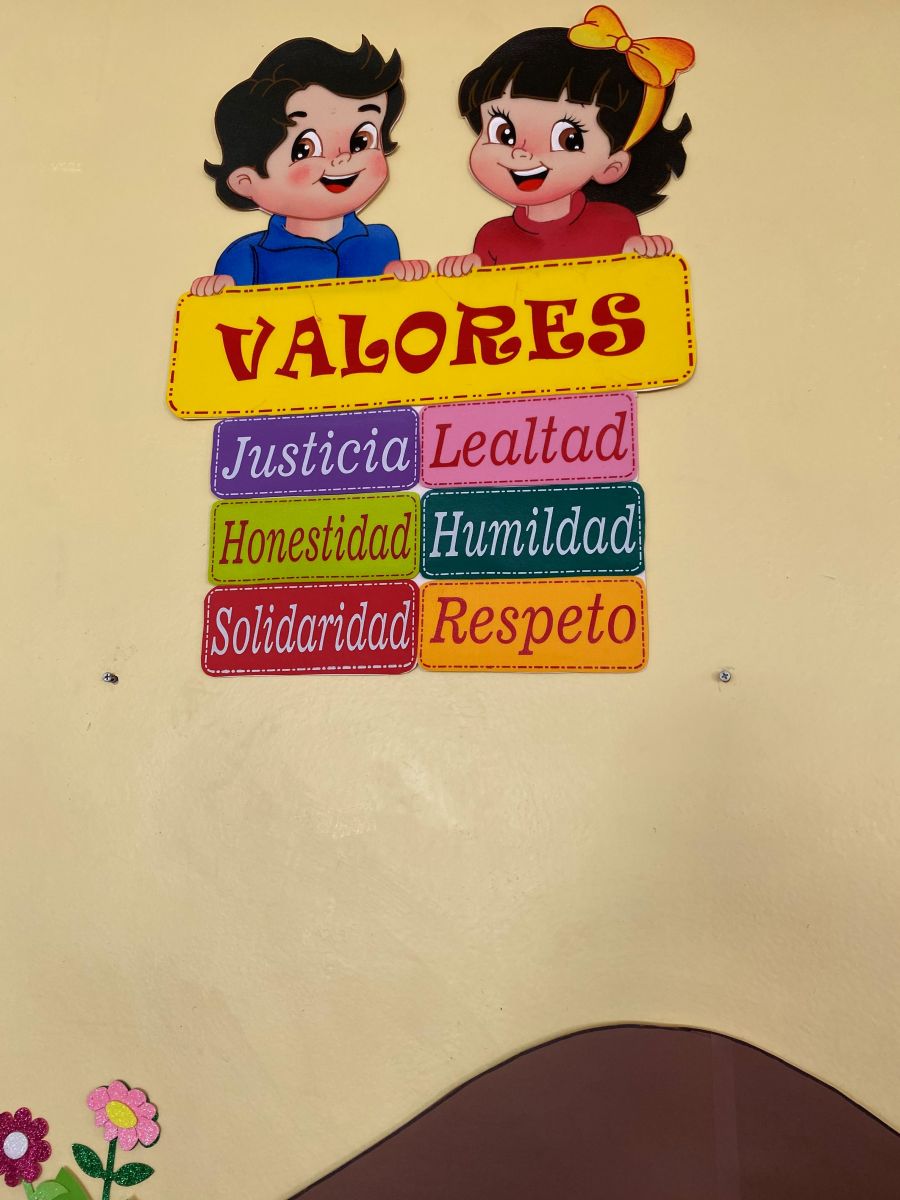 VALORES
Justicia Lealtad
Honestidad Humildad
Solidaridad Respeto